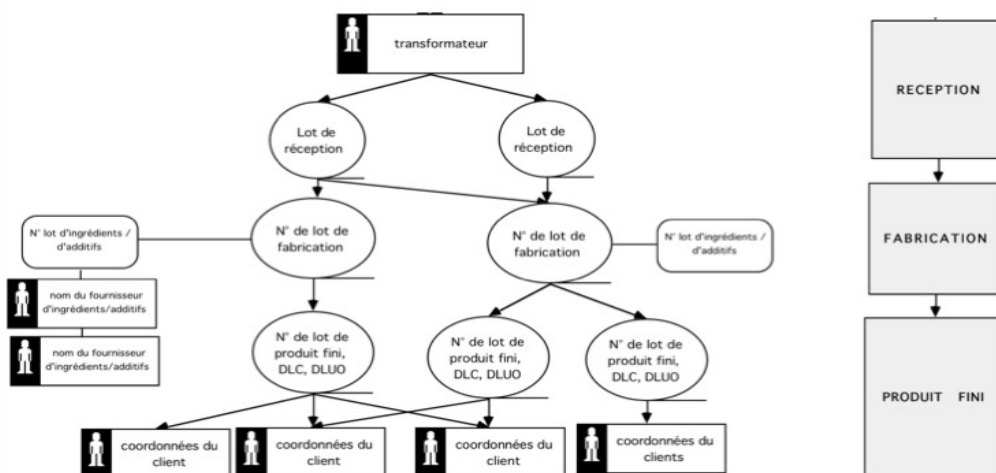 transformateur
RECEPTION
Lot de
réception
Lot de
réception
N° lot d'ingrédients /
d'additifs
N° de lot de
fabrication
N° de lot de
fabrication
N° lot d'ingrédients /
d'additifs
FABRICATION
nom du fournisseur
d'ingrédients/additifs
nom du fournisseur
d'ingrédients/additifs
N° de lot de
produit fini,
DLC, DLUO
N° de lot de
produit fini,
DLC, DLUO
N° de lot de
produit fini,
DLC, DLUO
PRODUIT FINI
coordonnées du
client
coordonnées du
client
coordonnées du
client
coordonnées du
clients